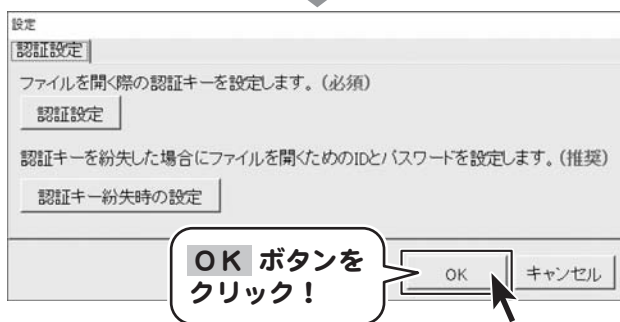 設定
認証設定
ファイルを開く際の認証キーを設定します。(必須)
認証設定
認証キーを紛失した場合にファイルを開くためのIDとパスワードを設定します。(推奨)
認証キー紛失時の設定
OK ボタンを
クリック!
OK
キャンセル